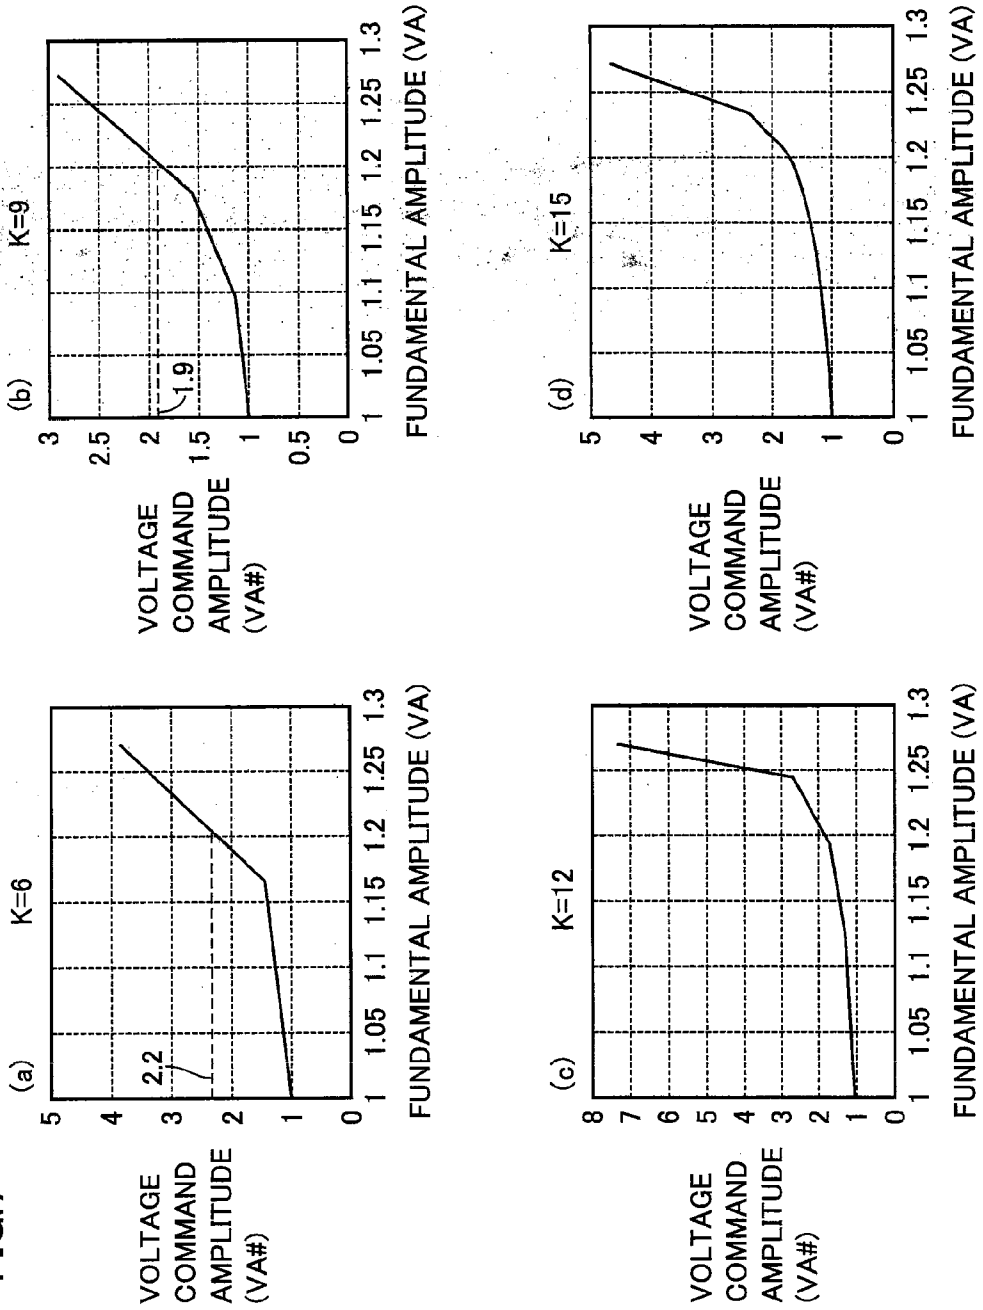 (a)
K=6
VOLTAGE
COMMAND
AMPLITUDE
(VA#)
5
4
3
2
1
0
2.2
1
1.05
1.1
1.15
1.2
1.25
1.3
FUNDAMENTAL AMPLITUDE (VA)
(b)
K=9
VOLTAGE
COMMAND
AMPLITUDE
(VA#)
3
2.5
2
1.5
1
0.5
0
1.9
1
1.05
1.1
1.15
1.2
1.25
1.3
FUNDAMENTAL AMPLITUDE (VA)
(c)
K=12
VOLTAGE
COMMAND
AMPLITUDE
(VA#)
8
7
6
5
4
3
2
1
0
1
1.05
1.1
1.15
1.2
1.25
1.3
FUNDAMENTAL AMPLITUDE (VA)
(d)
K=15
VOLTAGE
COMMAND
AMPLITUDE
(VA#)
5
4
3
2
1
0
1
1.05
1.1
1.15
1.2
1.25
1.3
FUNDAMENTAL AMPLITUDE (VA)